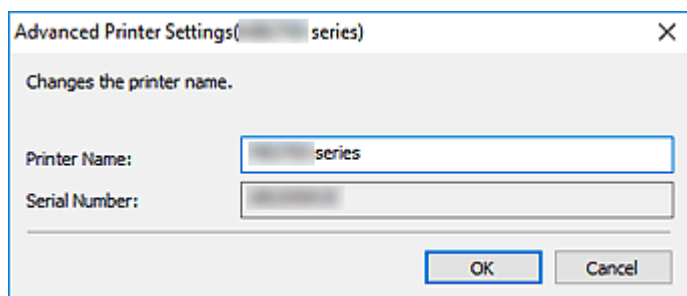 Advanced Printer Settings( series)
Changes the printer name.
Printer Name: series
Serial Number:
OK Cancel